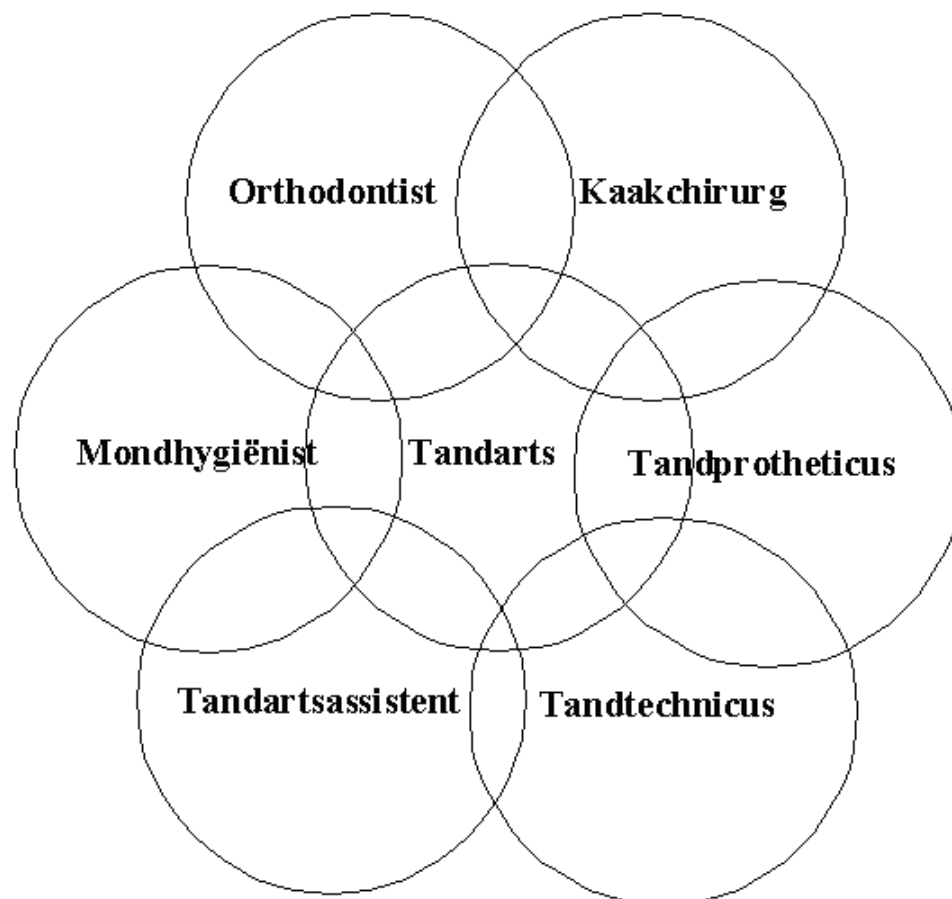 Orthodontist
Kaakchirurg
Mondhygiënist
Tandarts
Tandprotheticus
Tandartsassistent
Tandtechnicus